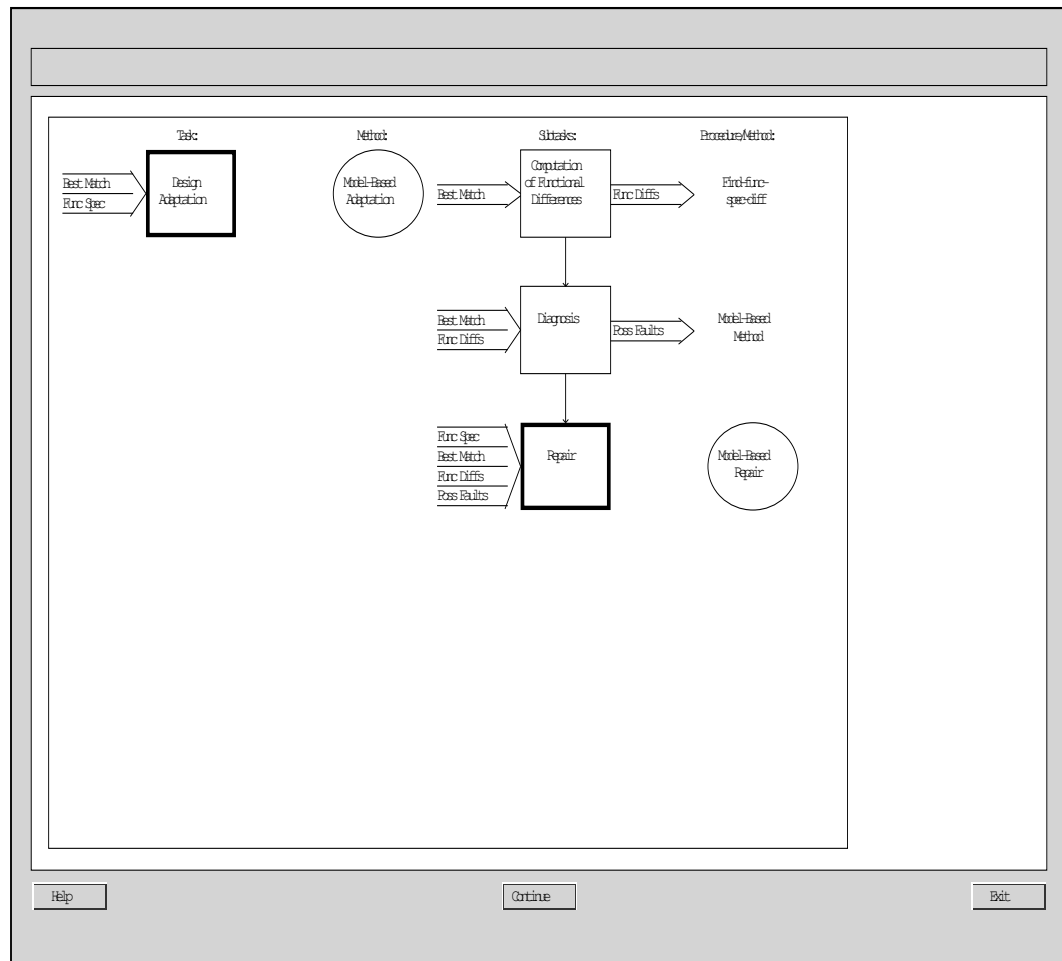 Task:
Method:
Subtasks:
Procedure/Method:
Best Match
Func Spec
Design
Adaptation
Model-Based
Adaptation
Best Match
Computation
of Functional
Differences
Func Diffs
Find-func-
spec-diff
Best Match
Func Diffs
Diagnosis
Poss Faults
Model-Based
Method
Func Spec
Best Match
Func Diffs
Poss Faults
Repair
Model-Based
Repair
Help
Continue
Exit